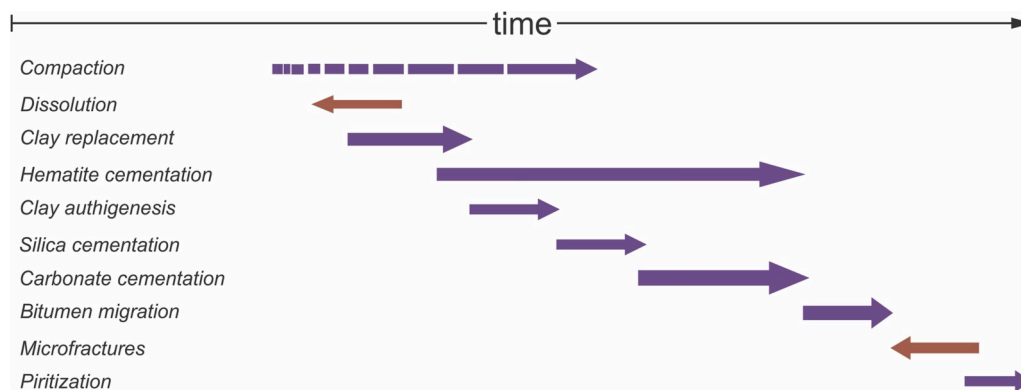 time
Compaction
Dissolution
Clay replacement
Hematite cementation
Clay authigenesis
Silica cementation
Carbonate cementation
Bitumen migration
Microfractures
Piritization